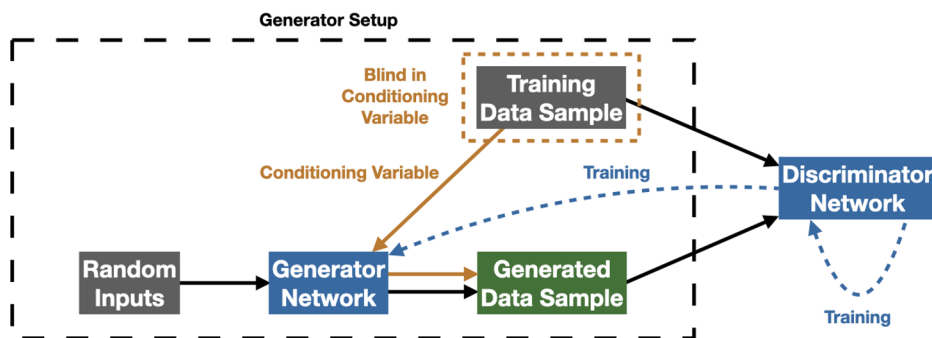 Generator Setup
Blind in
Conditioning
Variable
Training
Data Sample
Conditioning Variable
Training
Discriminator
Network
Random
Inputs
Generator
Network
Generated
Data Sample
Training